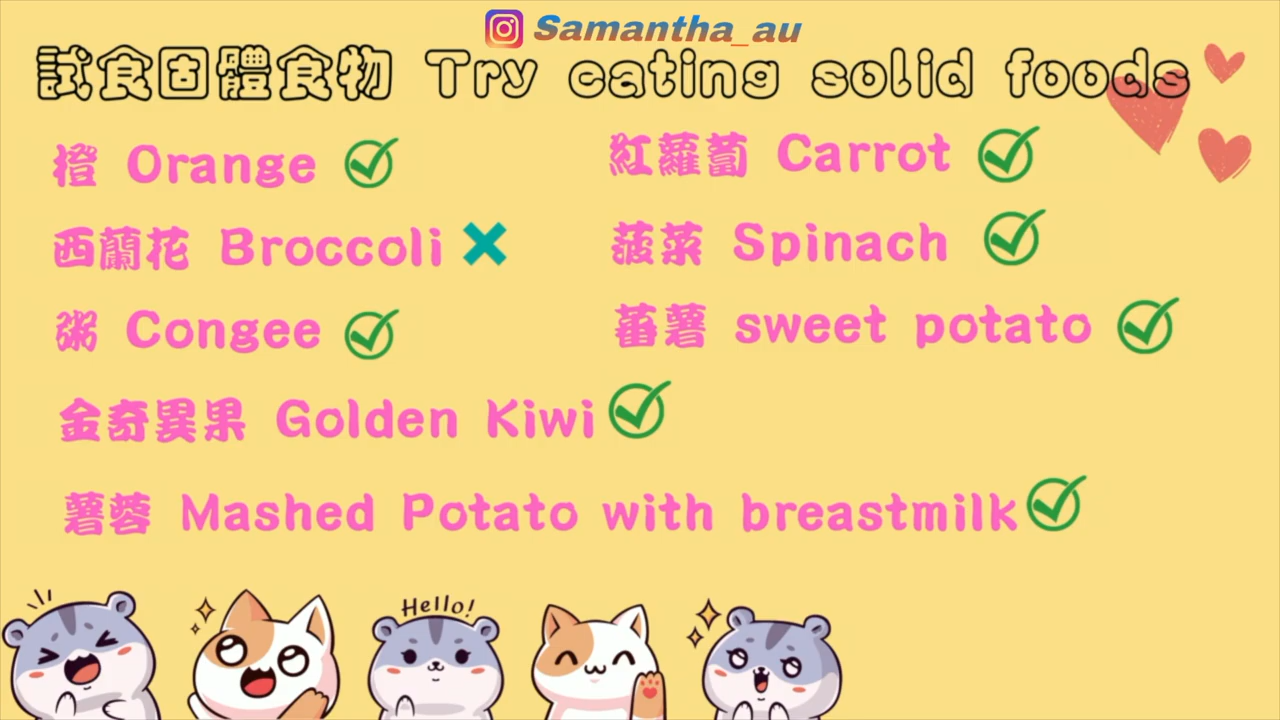 Samantha_au
試食固體食物 Try eating solid foods
橙 Orange
紅蘿蔔 Carrot
西蘭花 Broccoli
菠菜 Spinach
粥 Congee
蕃薯 sweet potato
金奇異果 Golden Kiwi
薯蓉 Mashed Potato with breastmilk
Hello!